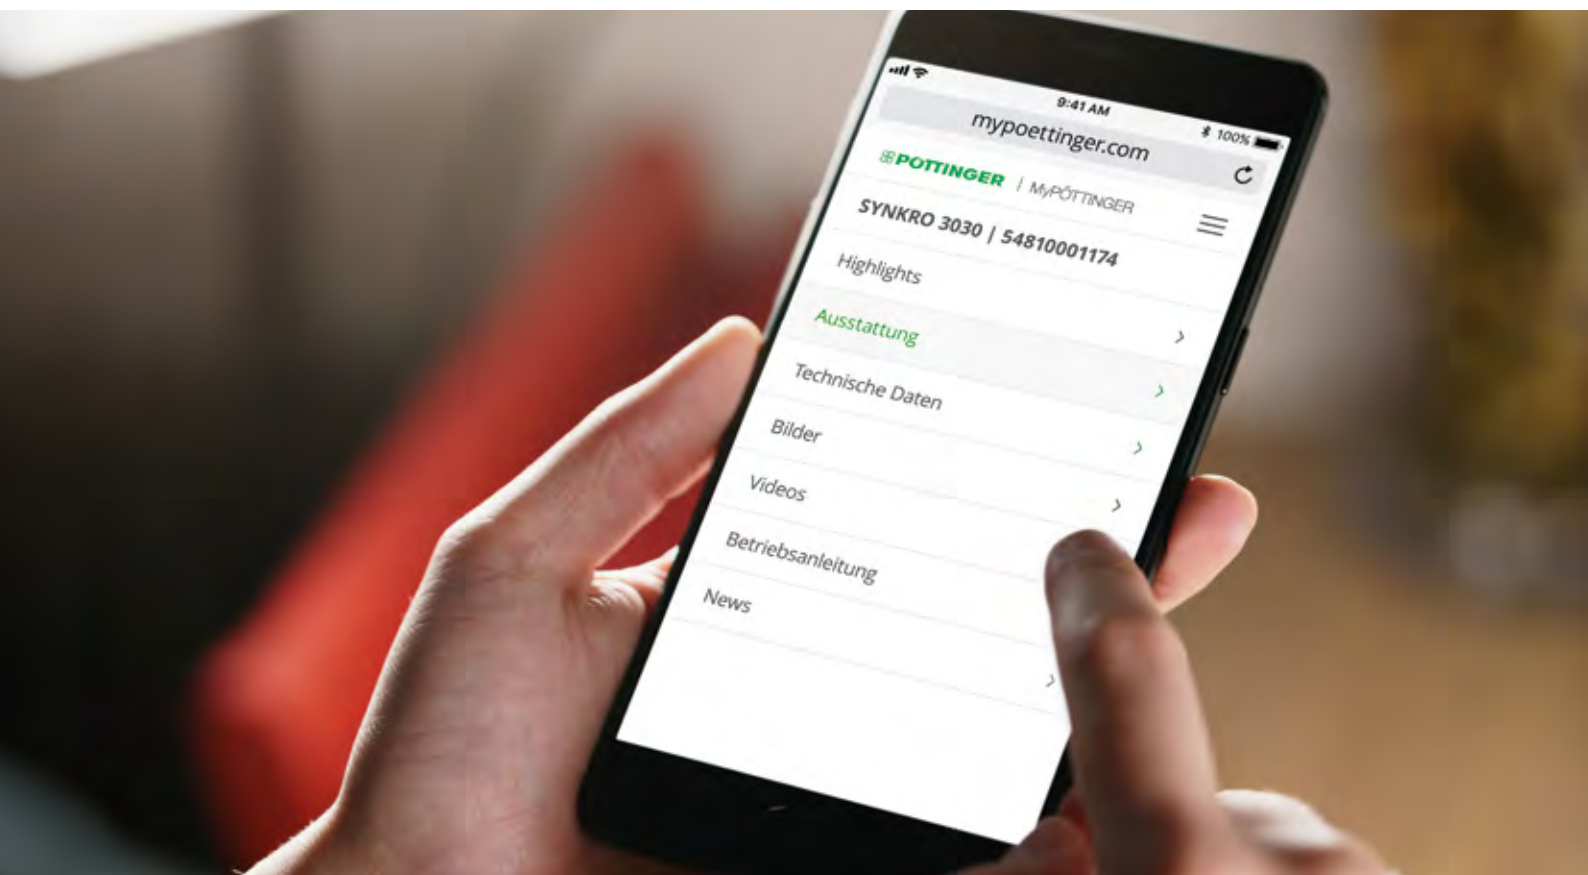 9:41 AM
100%
mypoettinger.com
PÖTTINGER | MyPÖTTINGER
SYNKRO 3030 | 54810001174
Highlights
Ausstattung
Technische Daten
Bilder
Videos
Betriebsanleitung
News